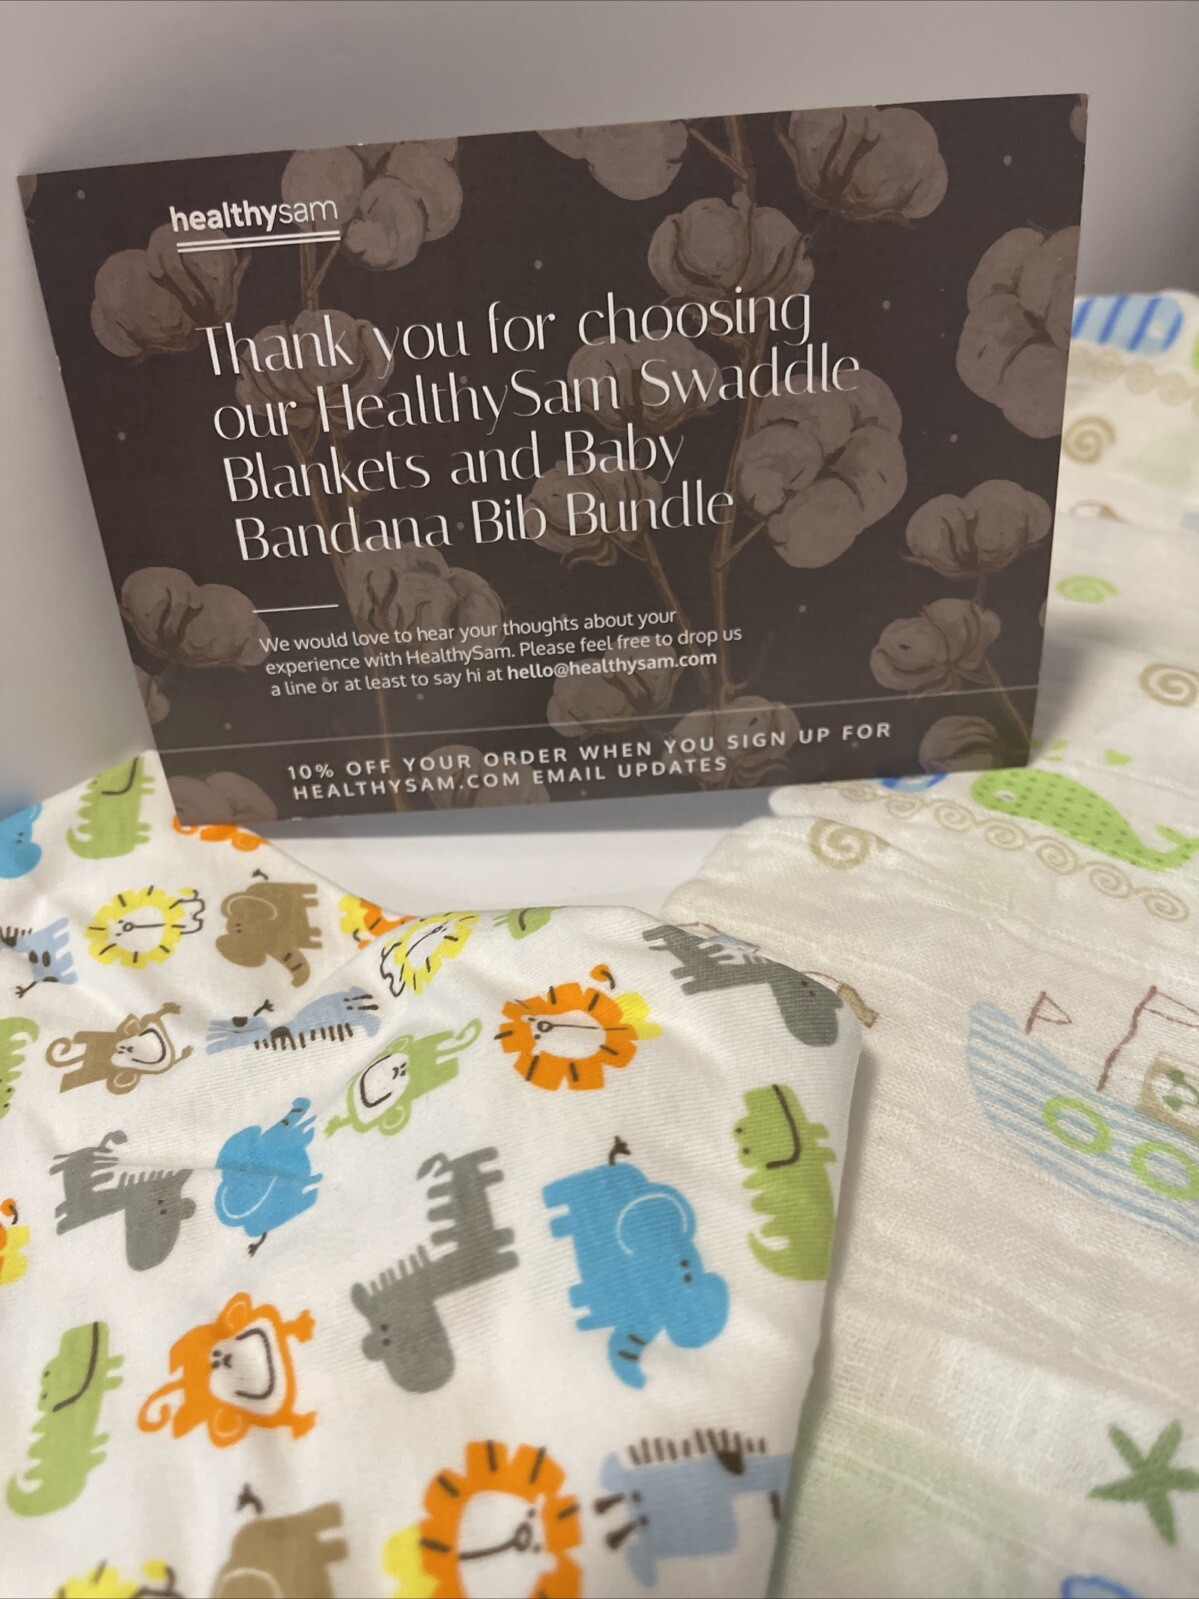 healthysam
Thank you for choosing
our HealthySam Swaddle
Blankets and Baby
Bandana Bib Bundle
We would love to hear your thoughts about your
experience with HealthySam. Please feel free to drop us
a line or at least to say hi at hello@healthysam.com
10% OFF YOUR ORDER WHEN YOU SIGN UP FOR
HEALTHYSAM.COM EMAIL UPDATES